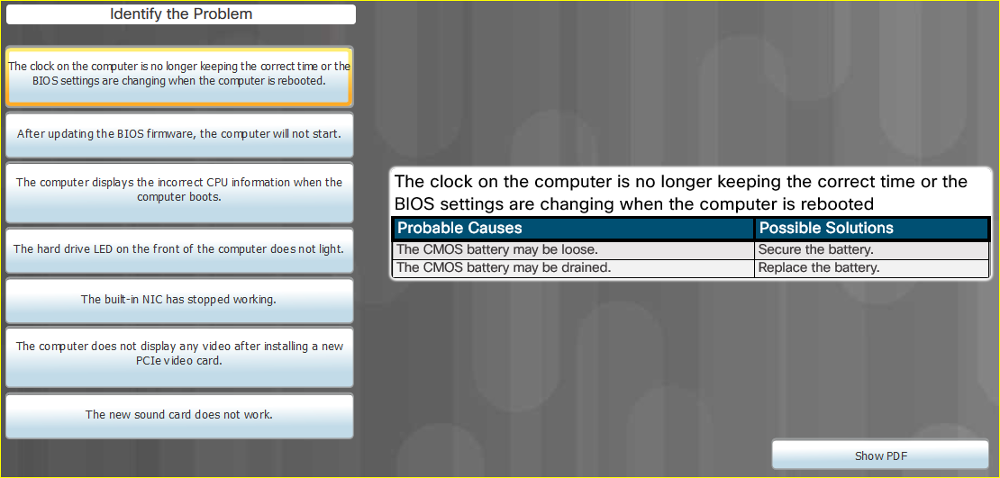 Identify the Problem
The clock on the computer is no longer keeping the correct time or the
BIOS settings are changing when the computer is rebooted.
After updating the BIOS firmware, the computer will not start.
The computer displays the incorrect CPU information when the
computer boots.
The hard drive LED on the front of the computer does not light.
The built-in NIC has stopped working.
The computer does not display any video after installing a new
PCIe video card.
The new sound card does not work.
The clock on the computer is no longer keeping the correct time or the
BIOS settings are changing when the computer is rebooted
Probable Causes Possible Solutions
The CMOS battery may be loose. Secure the battery.
The CMOS battery may be drained. Replace the battery.
Show PDF